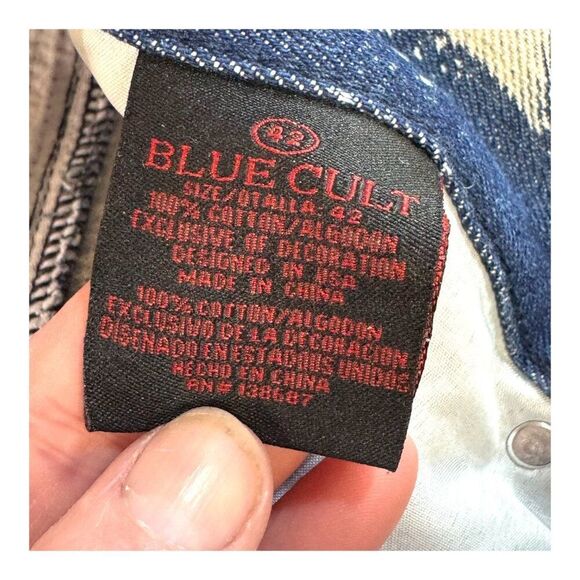 42
BLUE CULT
SIZE/OTALLA 42
100% COTTON/ALGODON
EXCLUSIVE OF DECORATION
DESIGNED IN USA
MADE IN CHINA
100% COTTON/ALGODON
EXCLUSIVO DE LA DECORACION
DISENADO EN ESTADOS UNIDOS
HECHO EN CHINA
RN# 138687